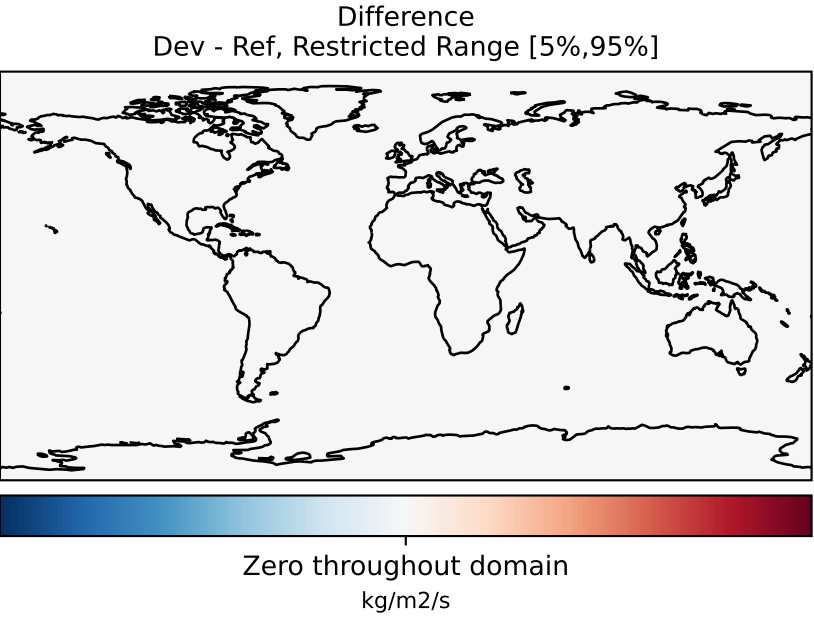 Difference
Dev - Ref, Restricted Range [5%,95%]
Zero throughout domain
kg/m2/s